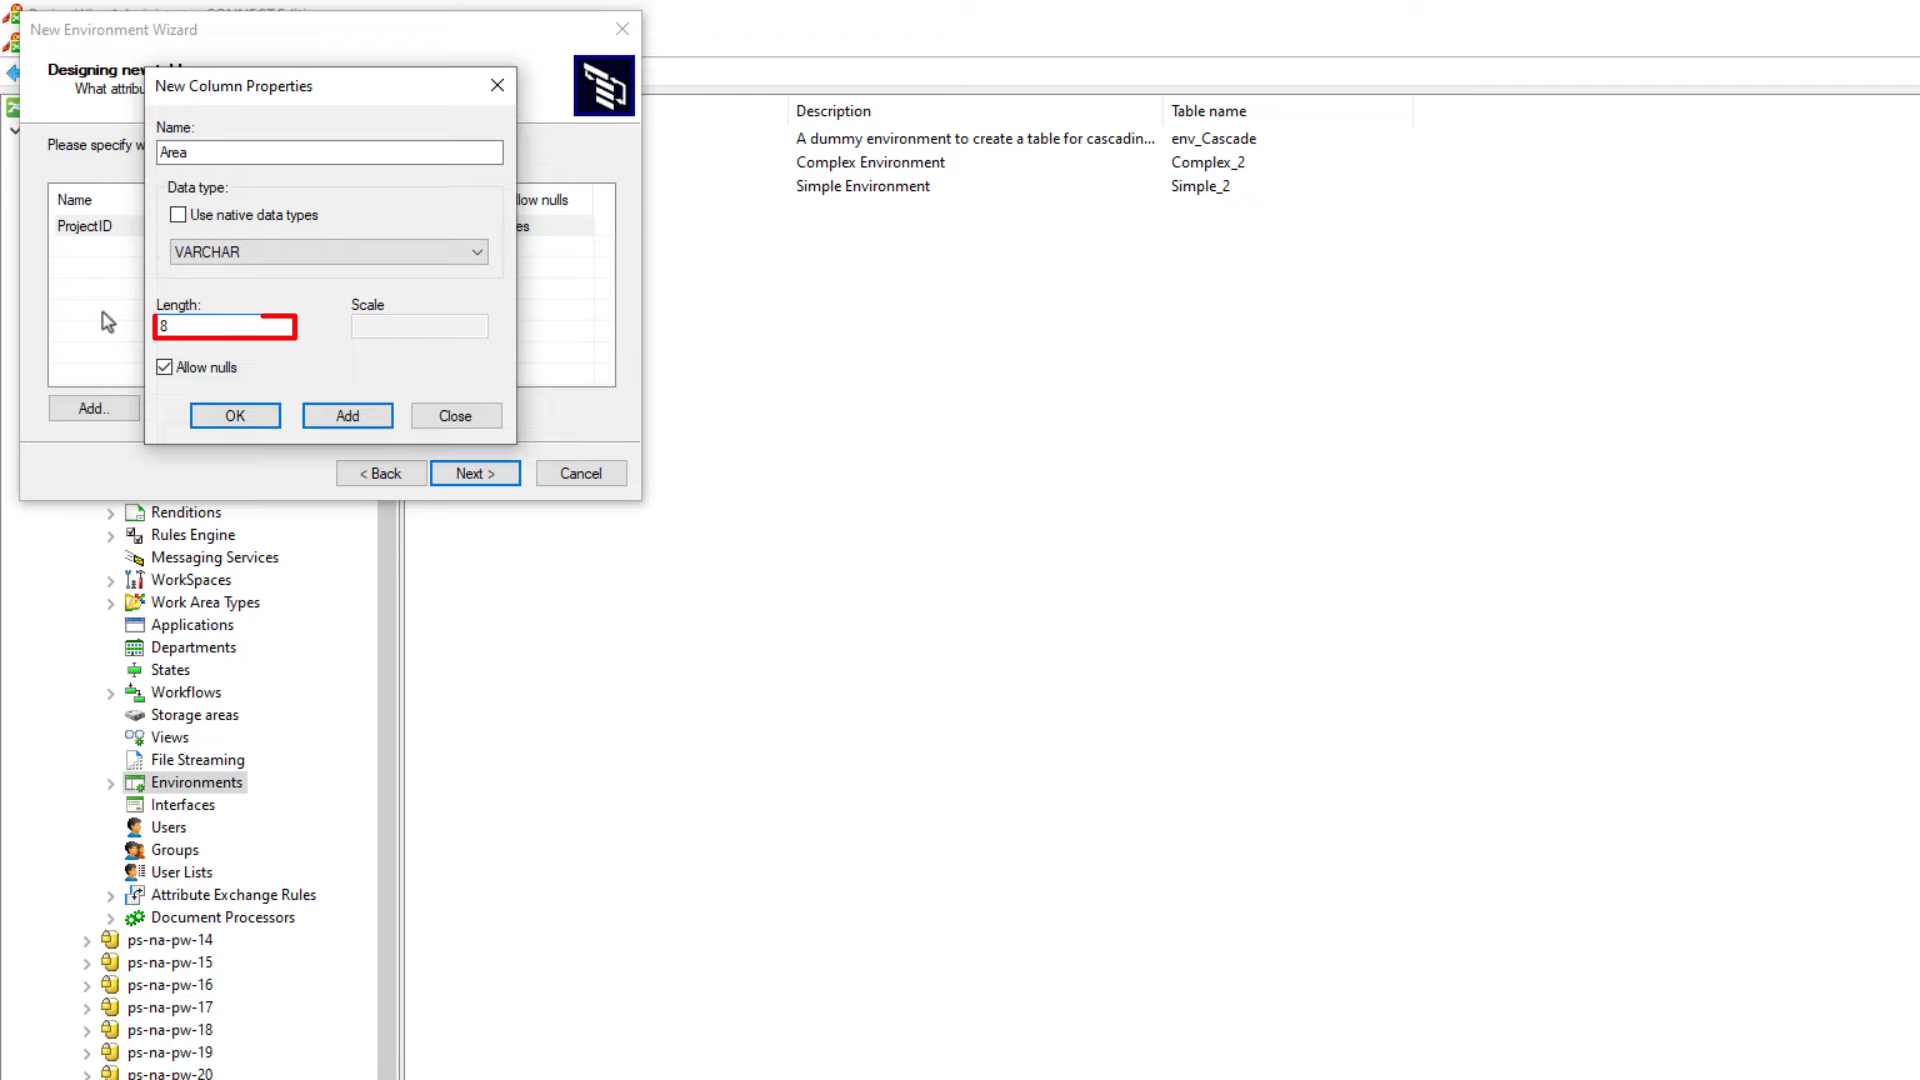 New Environment Wizard
Designing new
What attribu
Please specify w
Name
ProjectID
Add..
low nulls
es
< Back
Next >
Cancel
New Column Properties
Name:
Area
Data type:
Use native data types
VARCHAR
Length:
8
Scale
Allow nulls
OK
Add
Close
Description
Table name
A dummy environment to create a table for cascadin...
env_Cascade
Complex Environment
Complex_2
Simple Environment
Simple_2
Renditions
Rules Engine
Messaging Services
WorkSpaces
Work Area Types
Applications
Departments
States
Workflows
Storage areas
Views
File Streaming
Environments
Interfaces
Users
Groups
User Lists
Attribute Exchange Rules
Document Processors
ps-na-pw-14
ps-na-pw-15
ps-na-pw-16
ps-na-pw-17
ps-na-pw-18
ps-na-pw-19
ps-na-pw-20